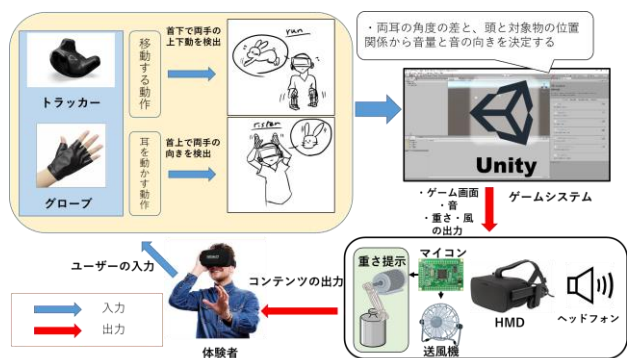 トラッカー
グローブ
移動する動作
耳を動かす動作
首下で両手の
上下動を検出
首上で両手の
向きを検出
run
listen
・両耳の角度の差と、頭と対象物の位置
関係から音量と音の向きを決定する
Unity
ゲームシステム
・ゲーム画面
・音
・重さ・風
の出力
ユーザーの入力
コンテンツの出力
入力
出力
体験者
重さ提示
マイコン
送風機
HMD
ヘッドフォン